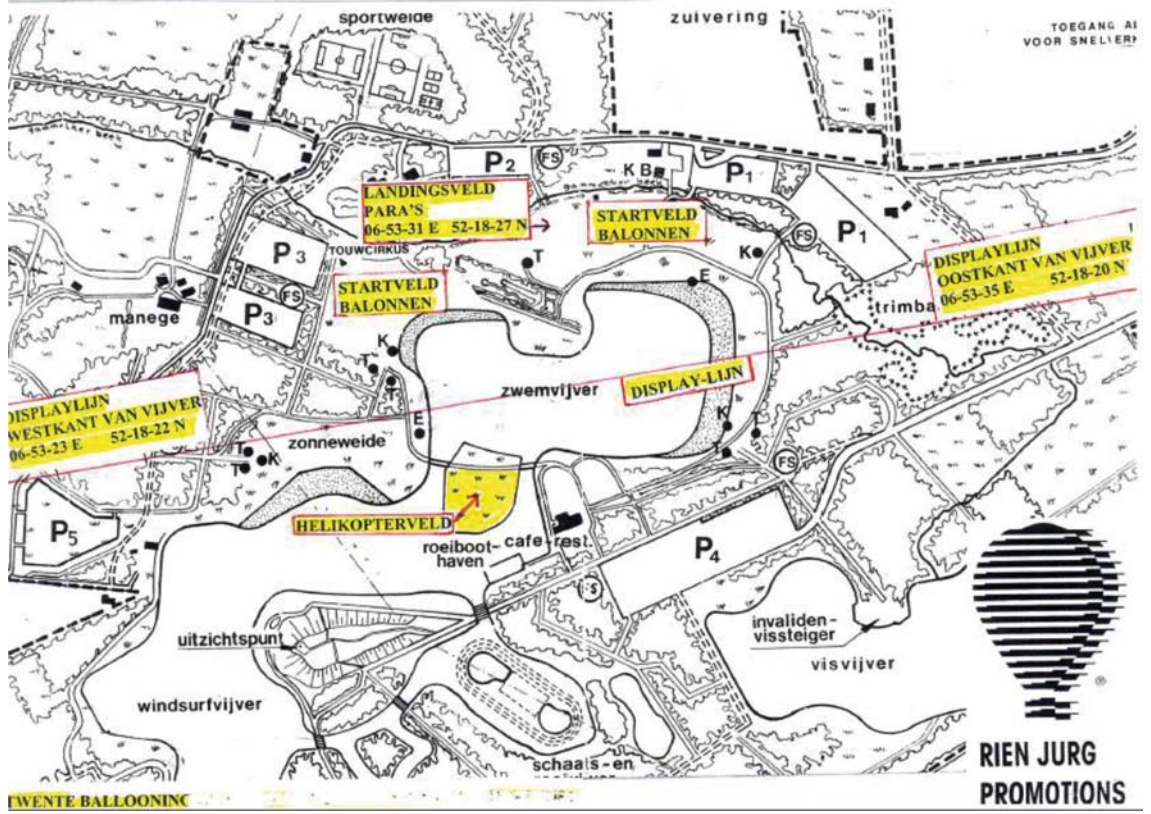 sportweide
zuivering
TOEGANG
VOOR
P2
FS
K B
P1
LANDINGSVELD
PARA'S
06-53-31 E 52-18-27 N
STARTVELD
BALONNEN
P1
FS
K
T
E
P3
TOUWCIRKUS
FS
P3
STARTVELD
BALONNEN
manege
DISPLAYLIJN
OOSTKANT VAN VIJVER
06-53-35 E 52-18-20 N
trimba
K
T
T
zwemvijver
DISPLAY-LIJN
DISPLAYLIJN
WESTKANT VAN VIJVER
06-53-23 E 52-18-22 N
E
zonneweide
T
K
T
K
T
T
FS
P5
HELIKOPTERVELD
roeiboot-
haven
cafe-rest.
P4
FS
uitzichtspunt
invaliden-
vissteiger
visvijver
windsurfvijver
schaats-en
®
RIEN JURG
PROMOTIONS
TWENTE BALLOONING